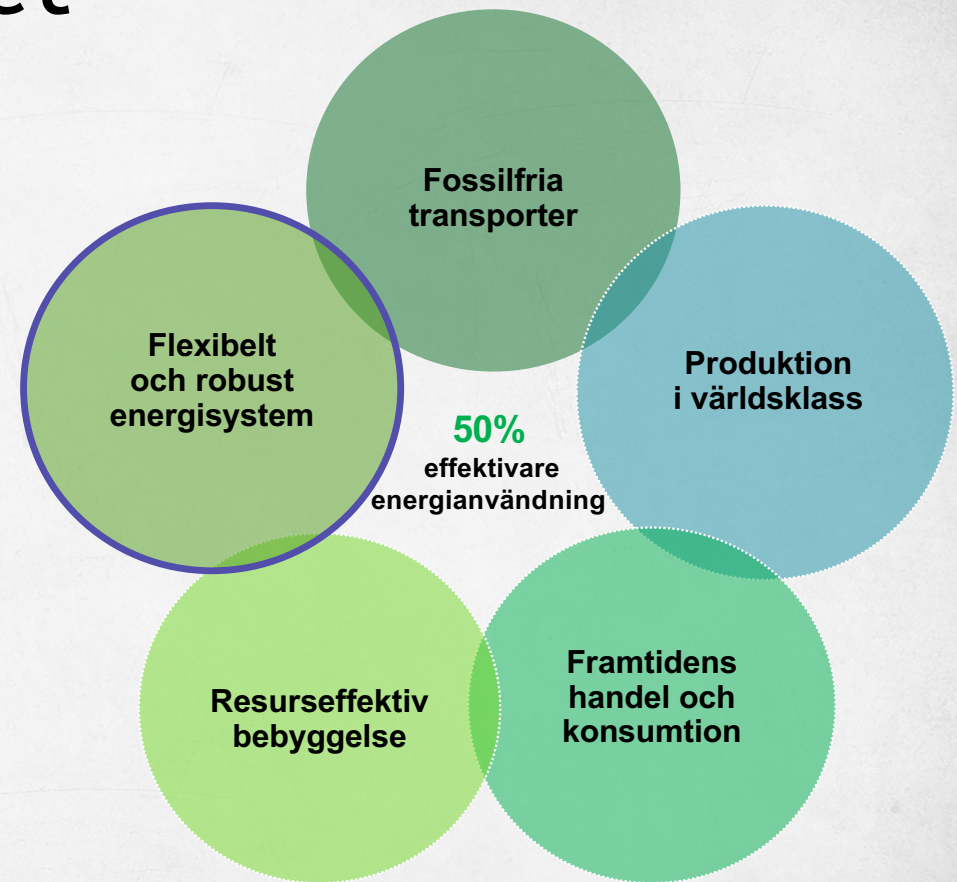 Fossilfria
transporter
Flexibelt
och robust
energisystem
Produktion
i världsklass
50%
effektivare
energianvändning
Resurseffektiv
bebyggelse
Framtidens
handel och
konsumtion